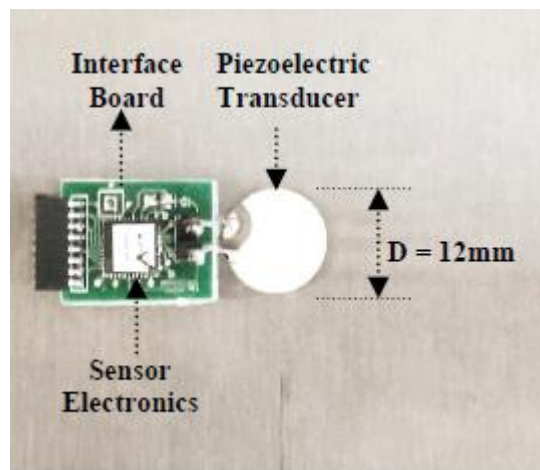 Interface
Board
Piezoelectric
Transducer
D = 12mm
Sensor
Electronics